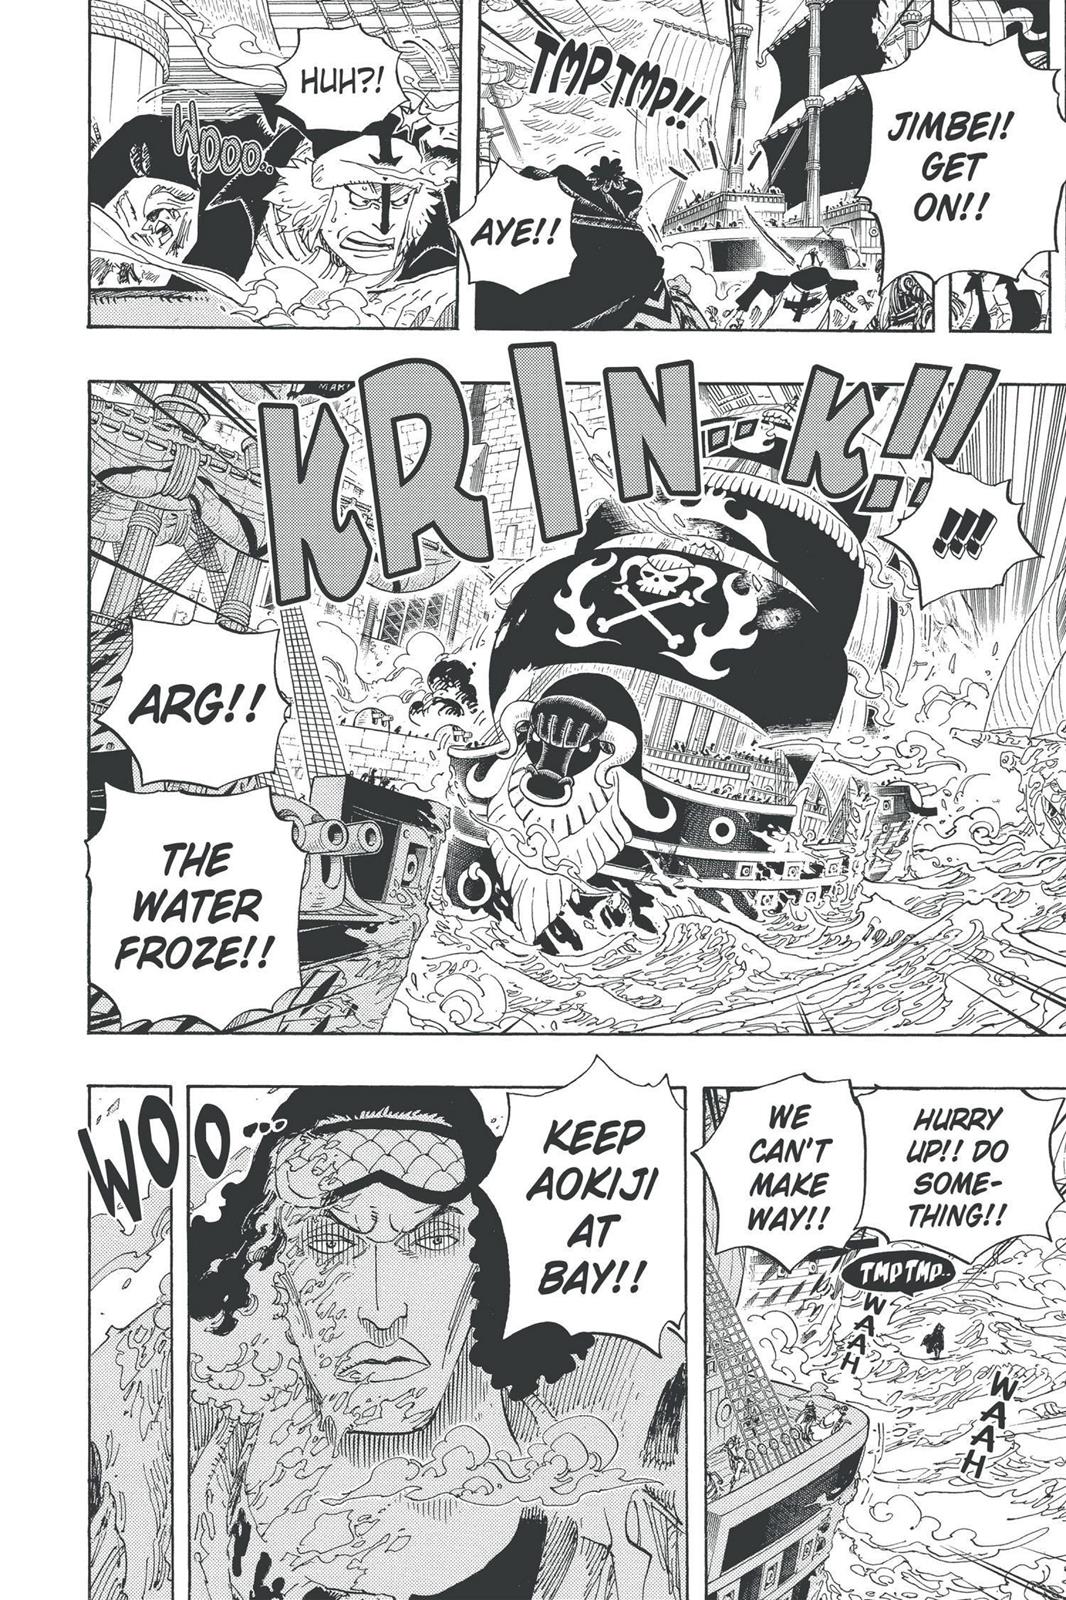 JIMBEI!
GET
ON!!
TMP TMP!!
AYE!!
HUH?!
WOOO..
KRIN..K!!
!!!
ARG!!
THE
WATER
FROZE!!
HURRY
UP!! DO
SOME-
THING!!
WE
CAN'T
MAKE
WAY!!
TMP TMP..
WAAH
WAAH
KEEP
AOKIJI
AT
BAY!!
WOO...